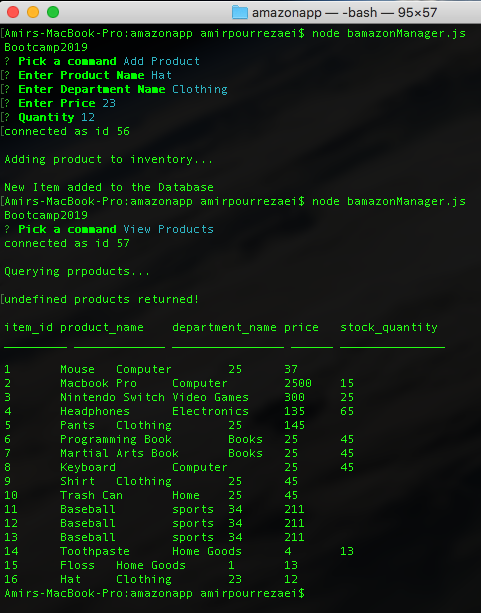 amazonapp — -bash — 95×57
[Amirs-MacBook-Pro:amazonapp amirpourrezaei$ node bamazonManager.js
Bootcamp2019
? Pick a command Add Product
[? Enter Product Name Hat
[? Enter Department Name Clothing
[? Enter Price 23
[? Quantity 12
[connected as id 56
Adding product to inventory...
New Item added to the Database
[Amirs-MacBook-Pro:amazonapp amirpourrezaei$ node bamazonManager.js
Bootcamp2019
? Pick a command View Products
connected as id 57
Querying prpoducts...
[undefined products returned!
item_id product_name department_name price stock_quantity
_________ _____________ __________________ ______ _______________
1 Mouse Computer 25 37
2 Macbook Pro Computer 2500 15
3 Nintendo Switch Video Games 300 25
4 Headphones Electronics 135 65
5 Pants Clothing 25 145
6 Programming Book Books 25 45
7 Martial Arts Book Books 25 45
8 Keyboard Computer 25 45
9 Shirt Clothing 25 45
10 Trash Can Home 25 45
11 Baseball sports 34 211
12 Baseball sports 34 211
13 Baseball sports 34 211
14 Toothpaste Home Goods 4 13
15 Floss Home Goods 1 13
16 Hat Clothing 23 12
Amirs-MacBook-Pro:amazonapp amirpourrezaei$